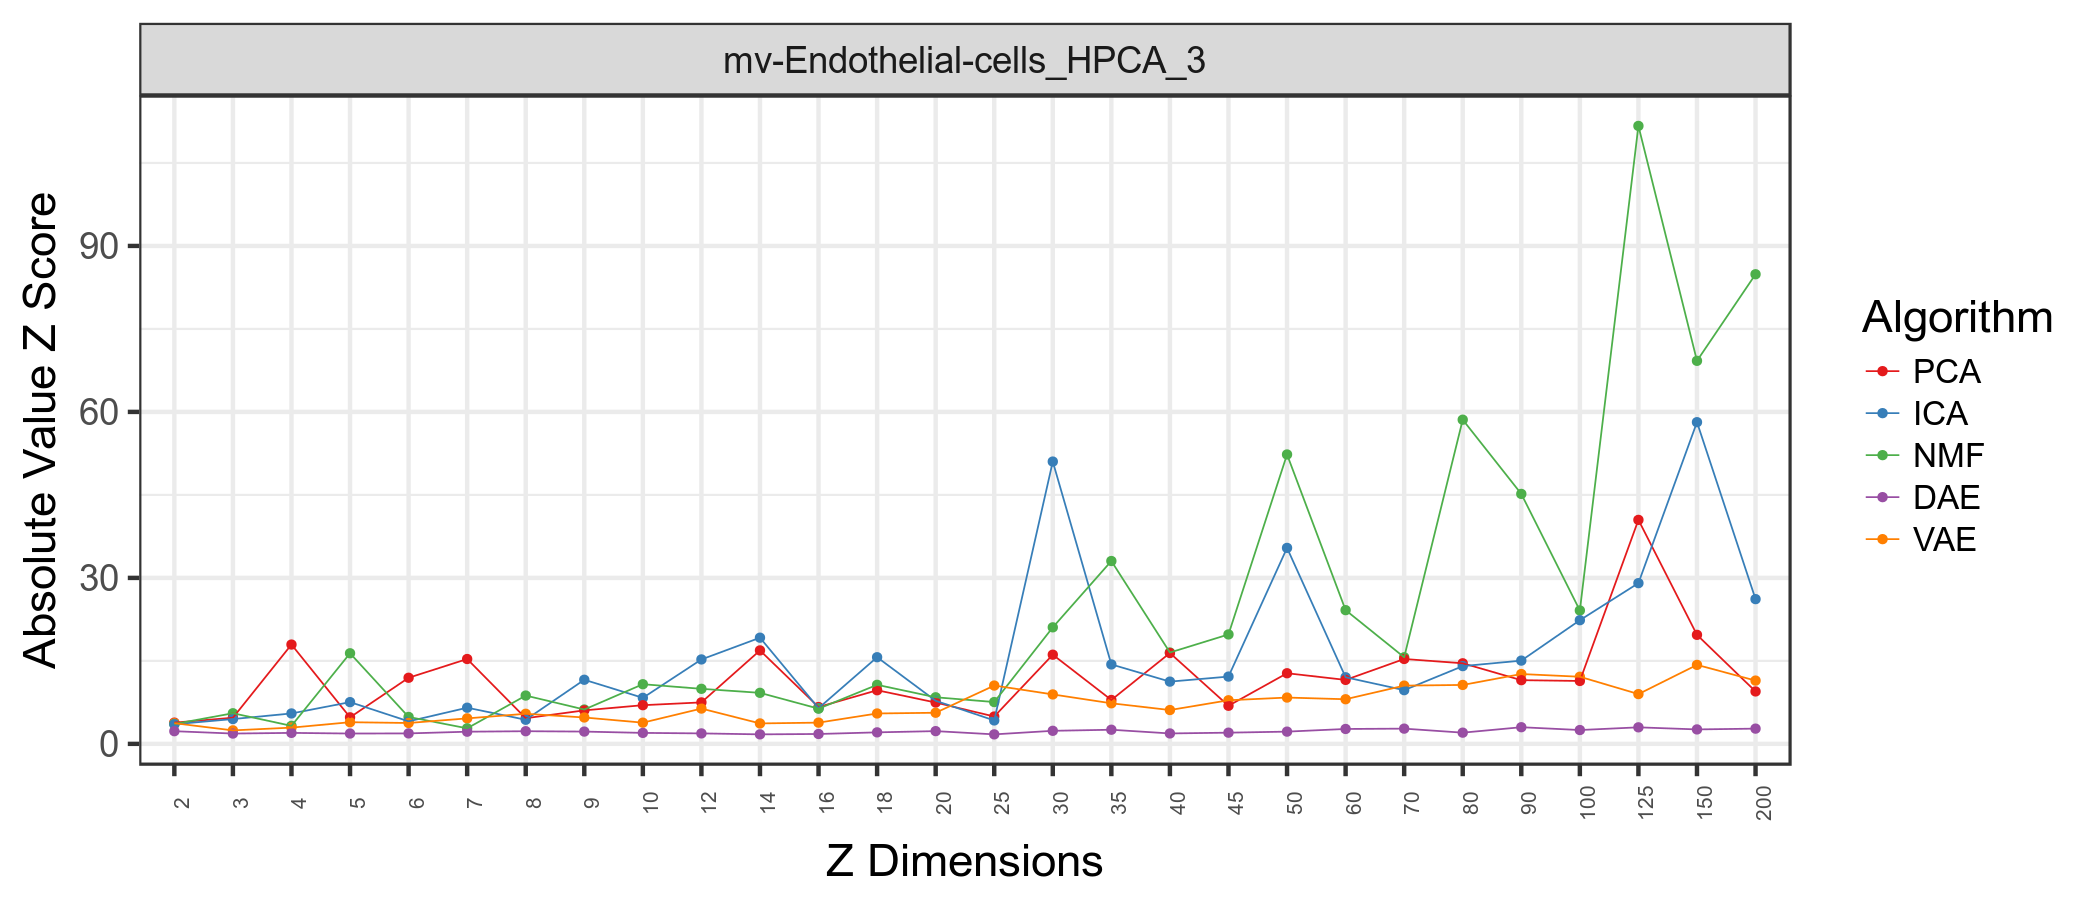 mv-Endothelial-cells_HPCA_3
Absolute Value Z Score
90
60
30
0
2 3 4 5 6 7 8 9 10 12 14 16 18 20 25 30 35 40 45 50 60 70 80 90 100 125 150 200
Z Dimensions
Algorithm
PCA
ICA
NMF
DAE
VAE